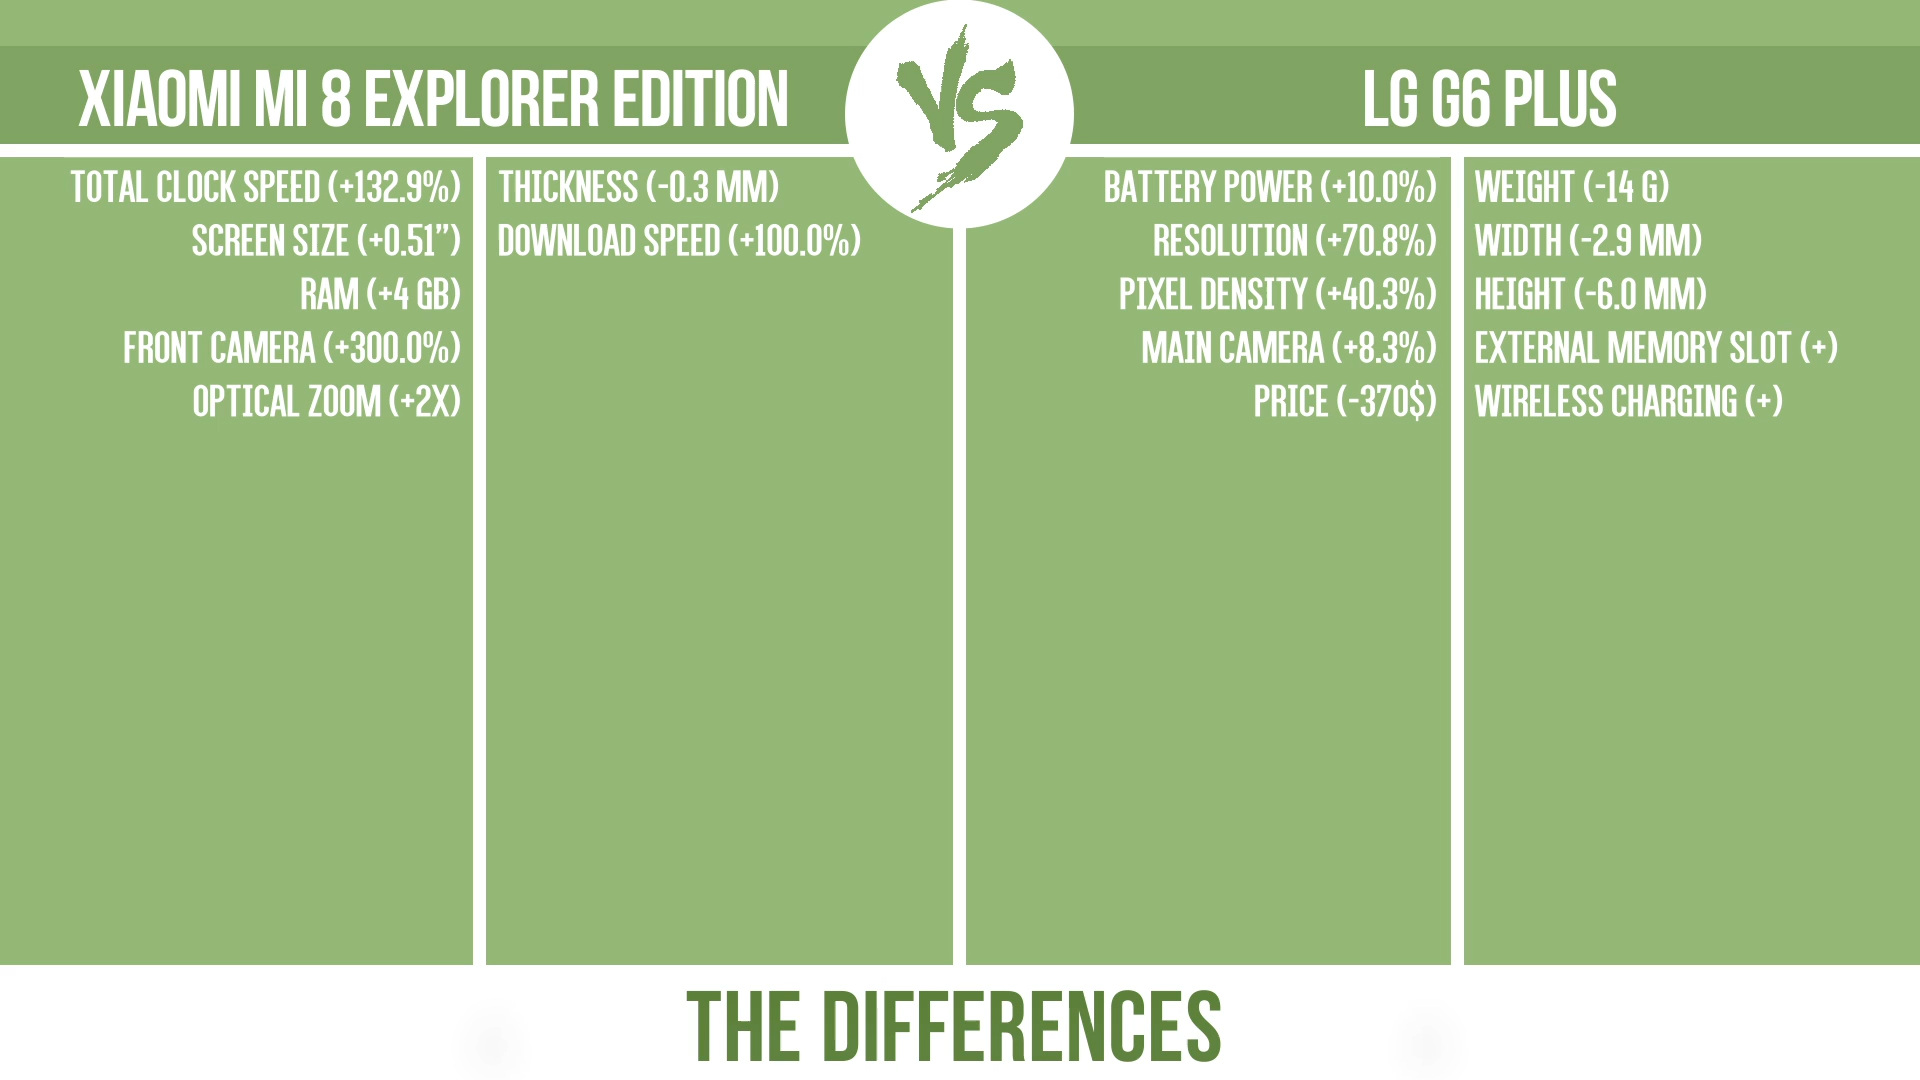 XIAOMI MI 8 EXPLORER EDITION
VS
LG G6 PLUS
TOTAL CLOCK SPEED (+132.9%)
SCREEN SIZE (+0.51”)
RAM (+4 GB)
FRONT CAMERA (+300.0%)
OPTICAL ZOOM (+2X)
THICKNESS (-0.3 MM)
DOWNLOAD SPEED (+100.0%)
BATTERY POWER (+10.0%)
RESOLUTION (+70.8%)
PIXEL DENSITY (+40.3%)
MAIN CAMERA (+8.3%)
PRICE (-370$)
WEIGHT (-14 G)
WIDTH (-2.9 MM)
HEIGHT (-6.0 MM)
EXTERNAL MEMORY SLOT (+)
WIRELESS CHARGING (+)
THE DIFFERENCES